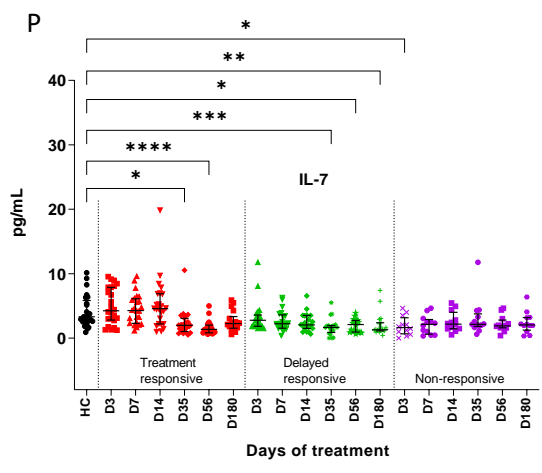 P
*
**
*
***
****
*
IL-7
pg/mL
40
30
20
10
0
Treatment
responsive
Delayed
responsive
Non-responsive
HC D3 D7 D14 D35 D56 D180 D3 D7 D14 D35 D56 D180 D3 D7 D14 D35 D56 D180
Days of treatment